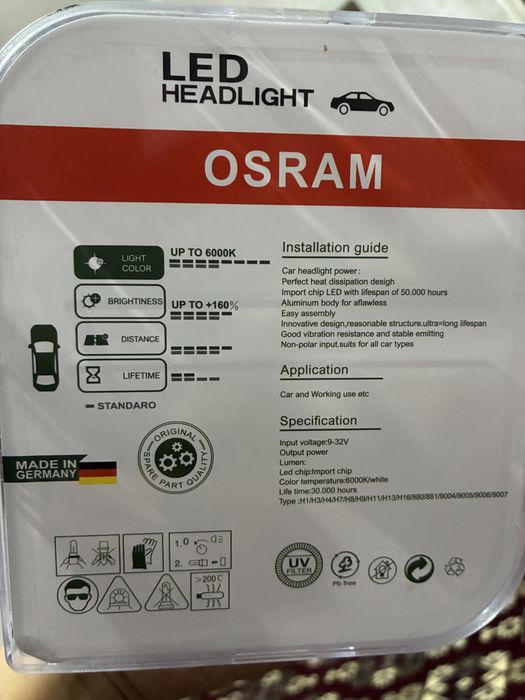 LED
HEADLIGHT
OSRAM
LIGHT
COLOR
UP TO 6000K
BRIGHTNESS
UP TO +160%
DISTANCE
LIFETIME
STANDARO
MADE IN
GERMANY
ORIGINAL
SPARE PART QUALITY
Installation guide
Car headlight power:
Perfect heat dissipation desigh
Import chip LED with lifespan of 50.000 hours
Aluminum body for aflawless
Easy assembly
Innovative design,reasonable structure.ultra=long lifespan
Good vibration resistance and stable emitting
Non-polar input.suits for all car types
Application
Car and Working use etc
Specification
Input voltage:9-32V
Output power
Lumen:
Led chip:Import chip
Color temperature:6000K/white
Life time:30.000 hours
Type :H1/H3/H4/H7/H8/H9/H11/H13/H16/880/881/9004/9005/9006/9007
1.0
2.
>200 C
UV
FILTER
Pb free